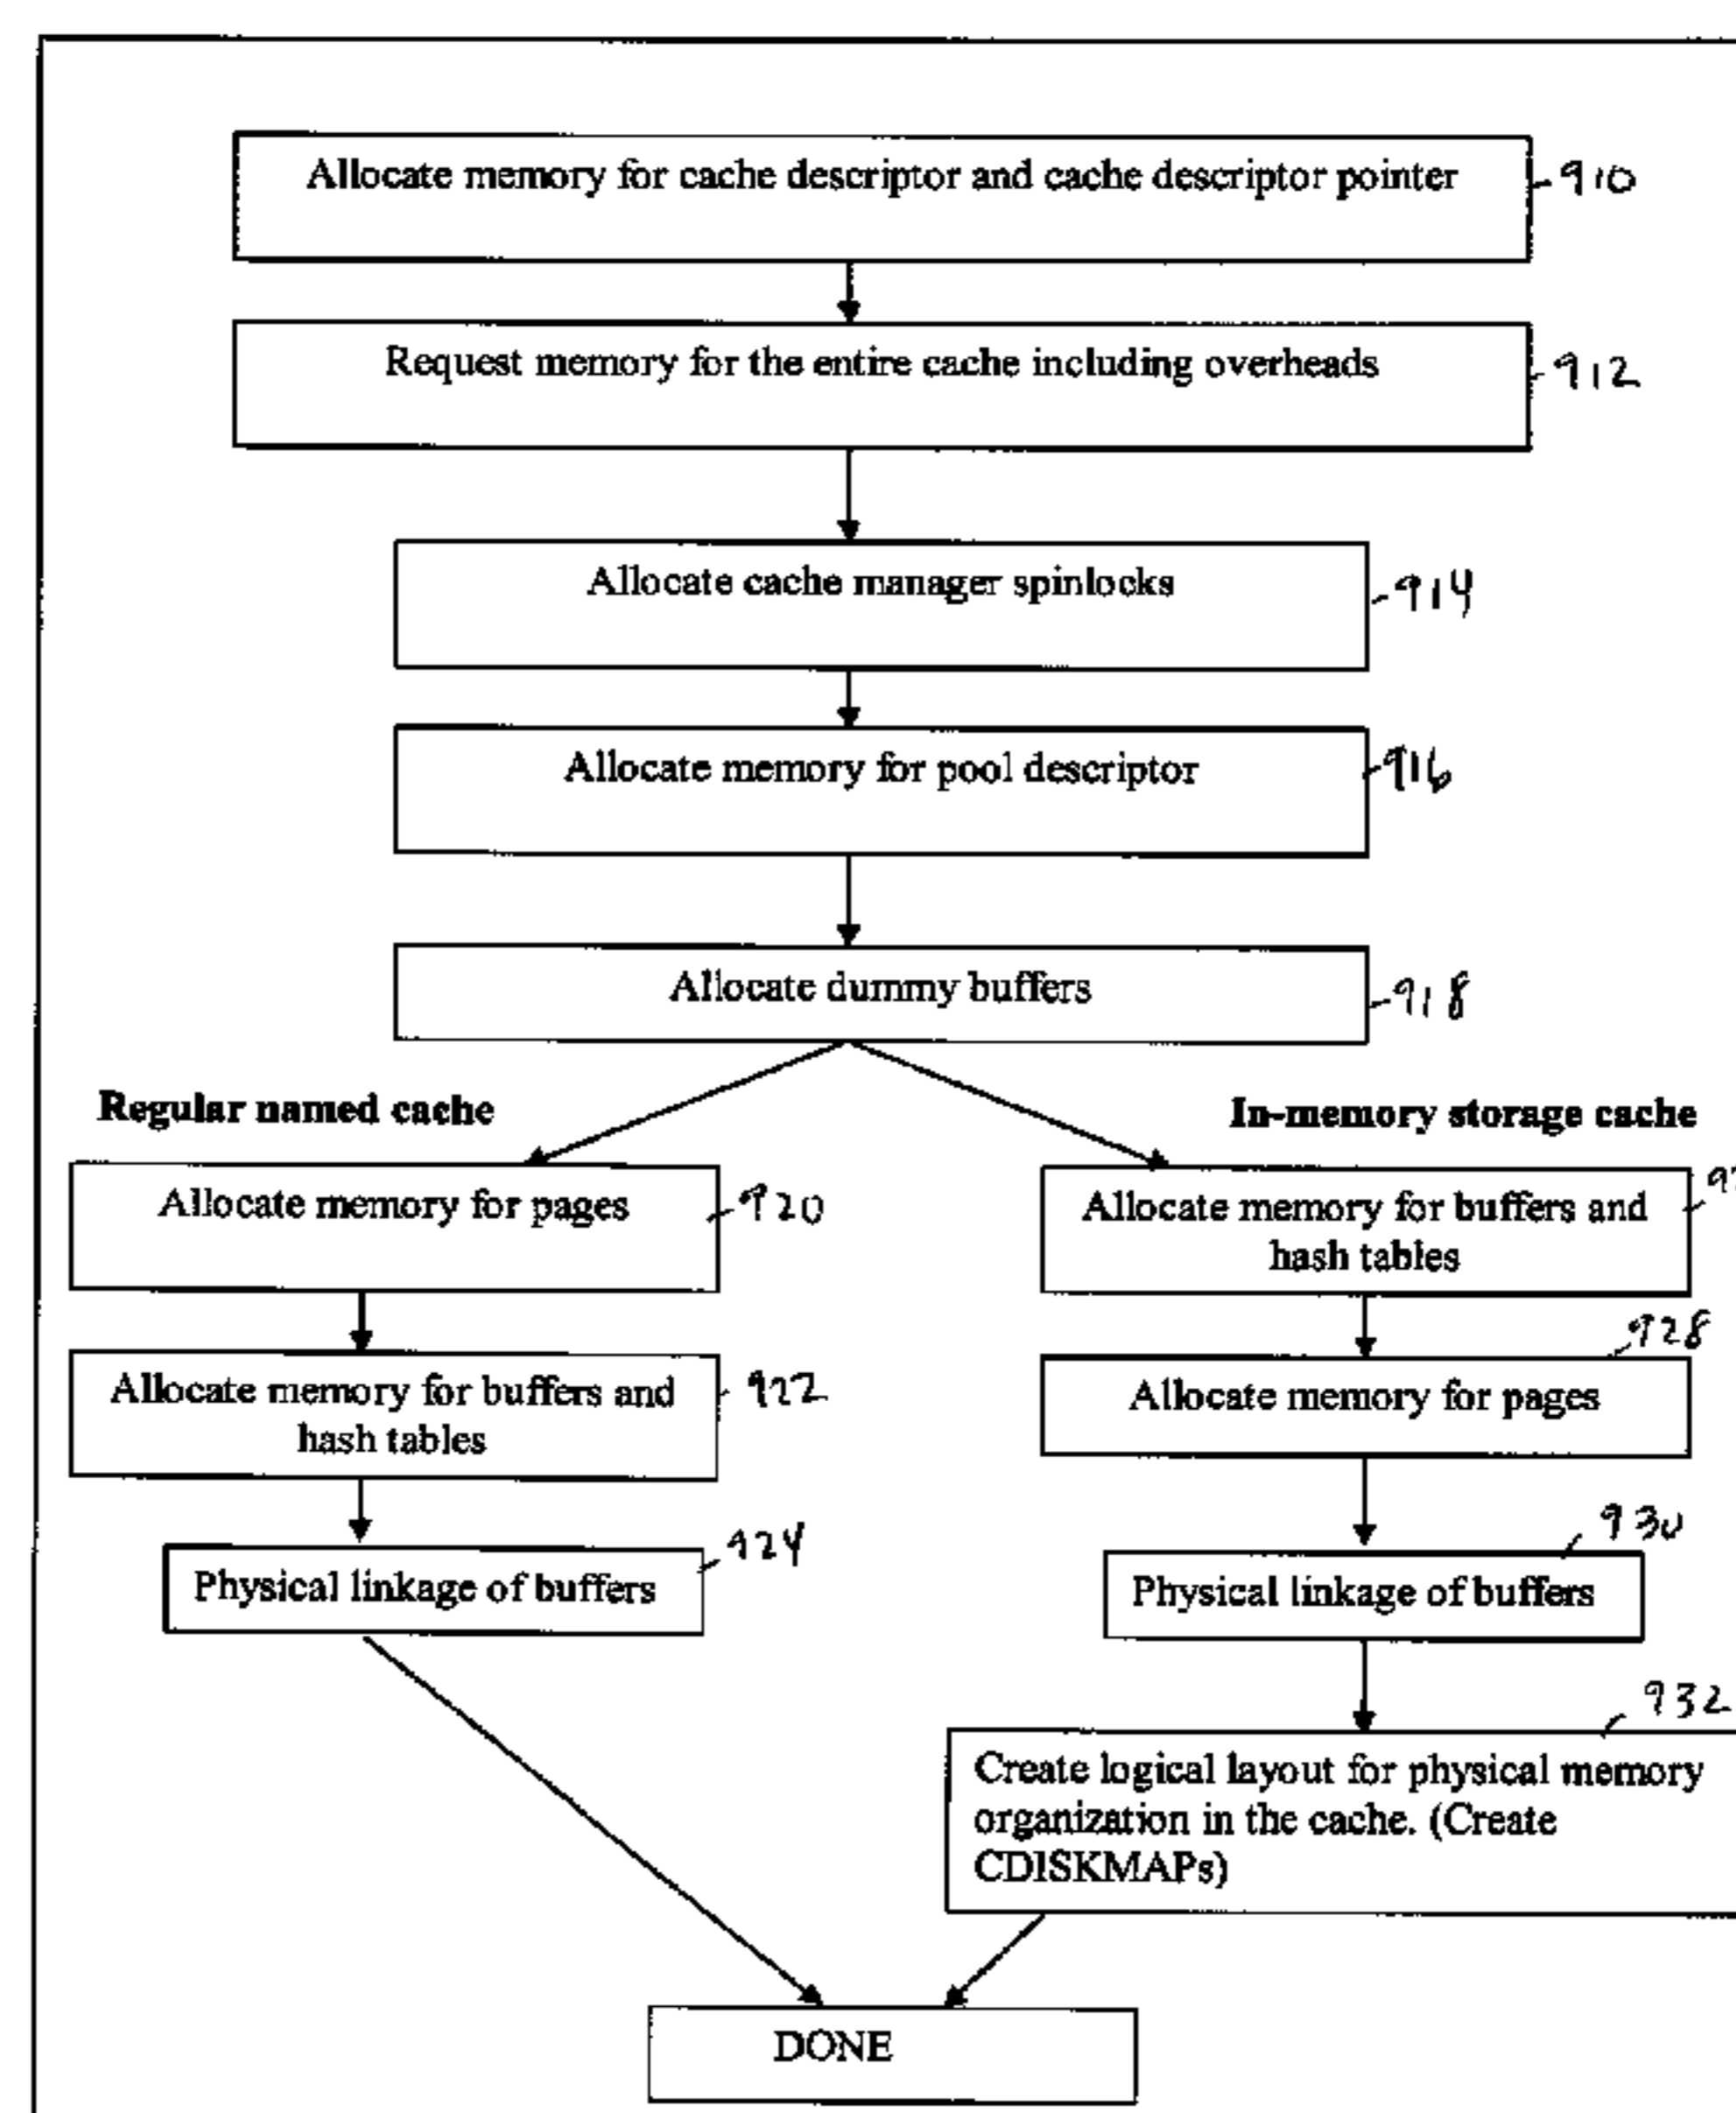 Allocate memory for cache descriptor and cache descriptor pointer
910
Request memory for the entire cache including overheads
912
Allocate cache manager spinlocks
914
Allocate memory for pool descriptor
916
Allocate dummy buffers
918
Regular named cache
In-memory storage cache
Allocate memory for pages
920
Allocate memory for buffers and
hash tables
Allocate memory for buffers and
hash tables
922
928
Allocate memory for pages
Physical linkage of buffers
924
930
Physical linkage of buffers
932
Create logical layout for physical memory
organization in the cache. (Create
CDISKMAPs)
DONE